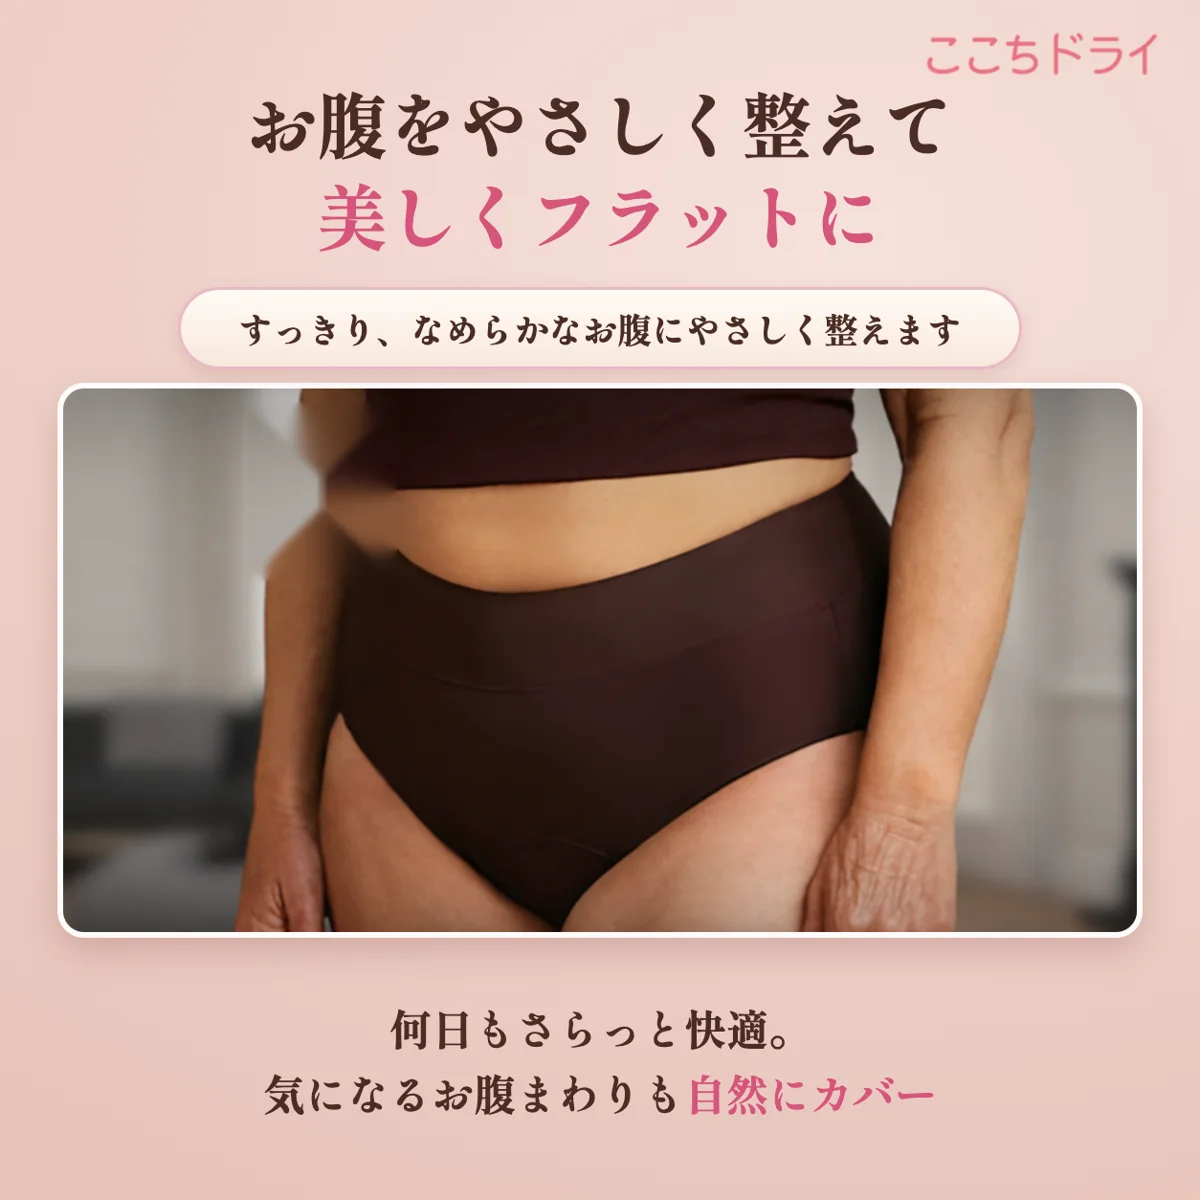 ここちドライ
お腹をやさしく整えて
美しくフラットに
すっきり、なめらかなお腹にやさしく整えます
何日もさらっと快適。
気になるお腹まわりも自然にカバー